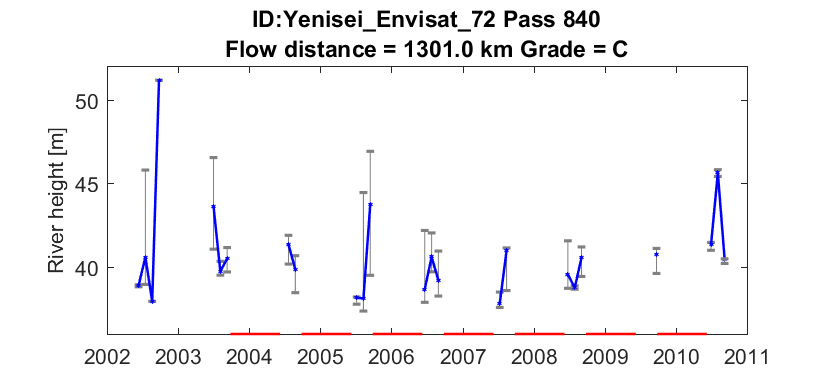 ID:Yenisei_Envisat_72 Pass 840
Flow distance = 1301.0 km Grade = C
River height [m]
50
45
40
2002 2003 2004 2005 2006 2007 2008 2009 2010 2011